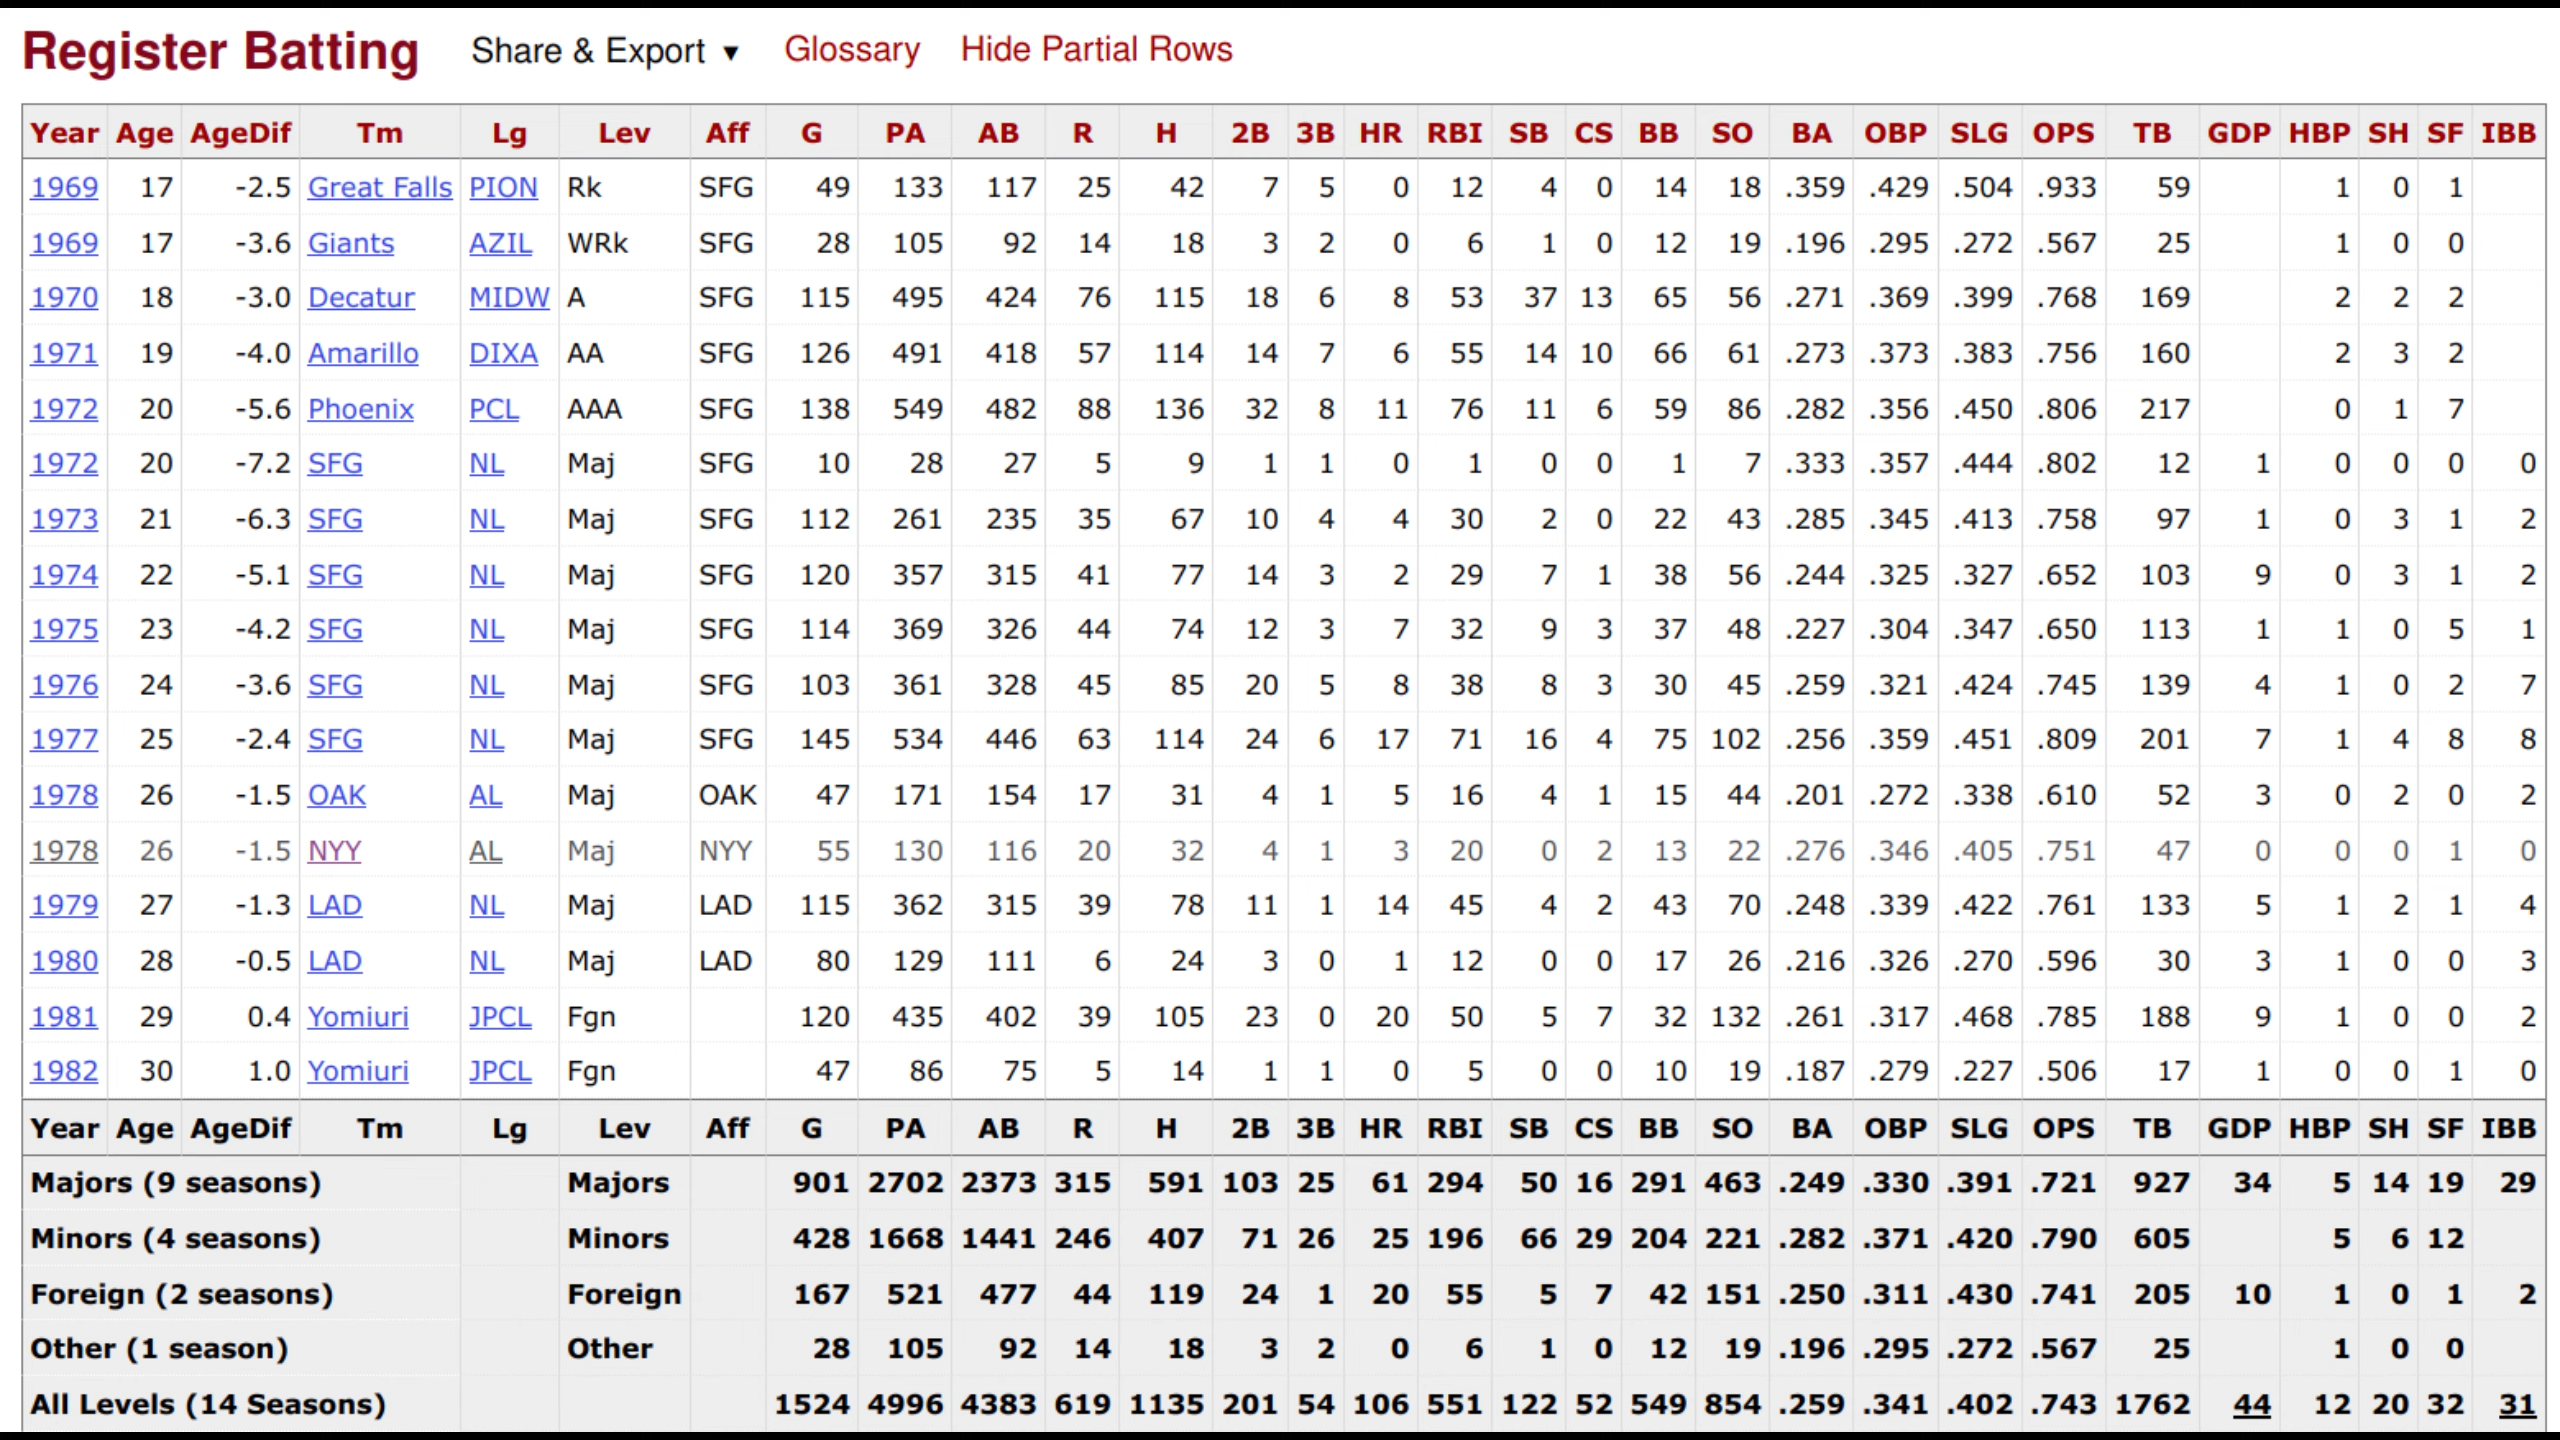 Register Batting Share & Export ▼ Glossary Hide Partial Rows
Year Age AgeDif Tm Lg Lev Aff G PA AB R H 2B 3B HR RBI SB CS BB SO BA OBP SLG OPS TB GDP HBP SH SF IBB
1969 17 -2.5 Great Falls PION Rk SFG 49 133 117 25 42 7 5 0 12 4 0 14 18 .359 .429 .504 .933 59 1 0 1
1969 17 -3.6 Giants AZIL WRk SFG 28 105 92 14 18 3 2 0 6 1 0 12 19 .196 .295 .272 .567 25 1 0 0
1970 18 -3.0 Decatur MIDW A SFG 115 495 424 76 115 18 6 8 53 37 13 65 56 .271 .369 .399 .768 169 2 2 2
1971 19 -4.0 Amarillo DIXA AA SFG 126 491 418 57 114 14 7 6 55 14 10 66 61 .273 .373 .383 .756 160 2 3 2
1972 20 -5.6 Phoenix PCL AAA SFG 138 549 482 88 136 32 8 11 76 11 6 59 86 .282 .356 .450 .806 217 0 1 7
1972 20 -7.2 SFG NL Maj SFG 10 28 27 5 9 1 1 0 1 0 0 1 7 .333 .357 .444 .802 12 1 0 0 0 0
1973 21 -6.3 SFG NL Maj SFG 112 261 235 35 67 10 4 4 30 2 0 22 43 .285 .345 .413 .758 97 1 0 3 1 2
1974 22 -5.1 SFG NL Maj SFG 120 357 315 41 77 14 3 2 29 7 1 38 56 .244 .325 .327 .652 103 9 0 3 1 2
1975 23 -4.2 SFG NL Maj SFG 114 369 326 44 74 12 3 7 32 9 3 37 48 .227 .304 .347 .650 113 1 1 0 5 1
1976 24 -3.6 SFG NL Maj SFG 103 361 328 45 85 20 5 8 38 8 3 30 45 .259 .321 .424 .745 139 4 1 0 2 7
1977 25 -2.4 SFG NL Maj SFG 145 534 446 63 114 24 6 17 71 16 4 75 102 .256 .359 .451 .809 201 7 1 4 8 8
1978 26 -1.5 OAK AL Maj OAK 47 171 154 17 31 4 1 5 16 4 1 15 44 .201 .272 .338 .610 52 3 0 2 0 2
1978 26 -1.5 NYY AL Maj NYY 55 130 116 20 32 4 1 3 20 0 2 13 22 .276 .346 .405 .751 47 0 0 0 1 0
1979 27 -1.3 LAD NL Maj LAD 115 362 315 39 78 11 1 14 45 4 2 43 70 .248 .339 .422 .761 133 5 1 2 1 4
1980 28 -0.5 LAD NL Maj LAD 80 129 111 6 24 3 0 1 12 0 0 17 26 .216 .326 .270 .596 30 3 1 0 0 3
1981 29 0.4 Yomiuri JPCL Fgn 120 435 402 39 105 23 0 20 50 5 7 32 132 .261 .317 .468 .785 188 9 1 0 0 2
1982 30 1.0 Yomiuri JPCL Fgn 47 86 75 5 14 1 1 0 5 0 0 10 19 .187 .279 .227 .506 17 1 0 0 1 0
Year Age AgeDif Tm Lg Lev Aff G PA AB R H 2B 3B HR RBI SB CS BB SO BA OBP SLG OPS TB GDP HBP SH SF IBB
Majors (9 seasons) Majors 901 2702 2373 315 591 103 25 61 294 50 16 291 463 .249 .330 .391 .721 927 34 5 14 19 29
Minors (4 seasons) Minors 428 1668 1441 246 407 71 26 25 196 66 29 204 221 .282 .371 .420 .790 605 5 6 12
Foreign (2 seasons) Foreign 167 521 477 44 119 24 1 20 55 5 7 42 151 .250 .311 .430 .741 205 10 1 0 1 2
Other (1 season) Other 28 105 92 14 18 3 2 0 6 1 0 12 19 .196 .295 .272 .567 25 1 0 0
All Levels (14 Seasons) 1524 4996 4383 619 1135 201 54 106 551 122 52 549 854 .259 .341 .402 .743 1762 44 12 20 32 31